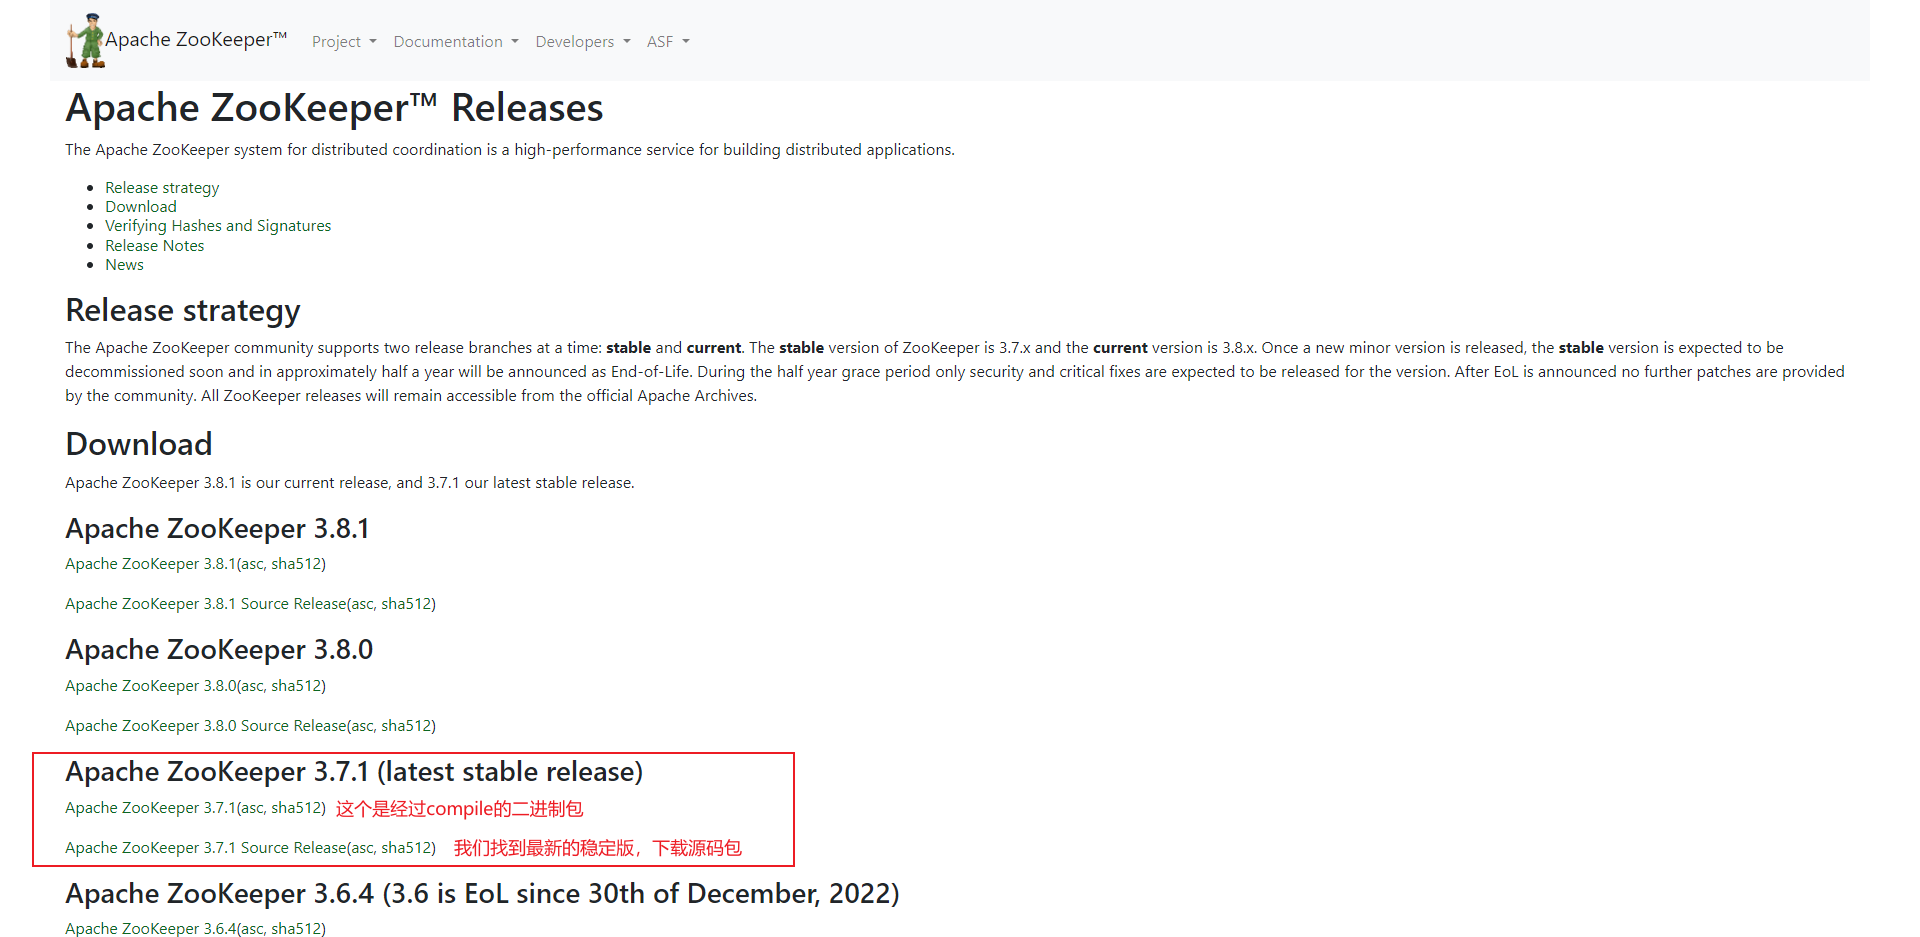 Apache ZooKeeper™ Project Documentation Developers ASF
Apache ZooKeeper™ Releases
The Apache ZooKeeper system for distributed coordination is a high-performance service for building distributed applications.
Release strategy
Download
Verifying Hashes and Signatures
Release Notes
News
Release strategy
The Apache ZooKeeper community supports two release branches at a time: stable and current. The stable version of ZooKeeper is 3.7.x and the current version is 3.8.x. Once a new minor version is released, the stable version is expected to be
decommissioned soon and in approximately half a year will be announced as End-of-Life. During the half year grace period only security and critical fixes are expected to be released for the version. After EoL is announced no further patches are provided
by the community. All ZooKeeper releases will remain accessible from the official Apache Archives.
Download
Apache ZooKeeper 3.8.1 is our current release, and 3.7.1 our latest stable release.
Apache ZooKeeper 3.8.1
Apache ZooKeeper 3.8.1(asc, sha512)
Apache ZooKeeper 3.8.1 Source Release(asc, sha512)
Apache ZooKeeper 3.8.0
Apache ZooKeeper 3.8.0(asc, sha512)
Apache ZooKeeper 3.8.0 Source Release(asc, sha512)
Apache ZooKeeper 3.7.1 (latest stable release)
Apache ZooKeeper 3.7.1(asc, sha512) 这个是经过compile的二进制包
Apache ZooKeeper 3.7.1 Source Release(asc, sha512) 我们找到最新的稳定版，下载源码包
Apache ZooKeeper 3.6.4 (3.6 is EoL since 30th of December, 2022)
Apache ZooKeeper 3.6.4(asc, sha512)